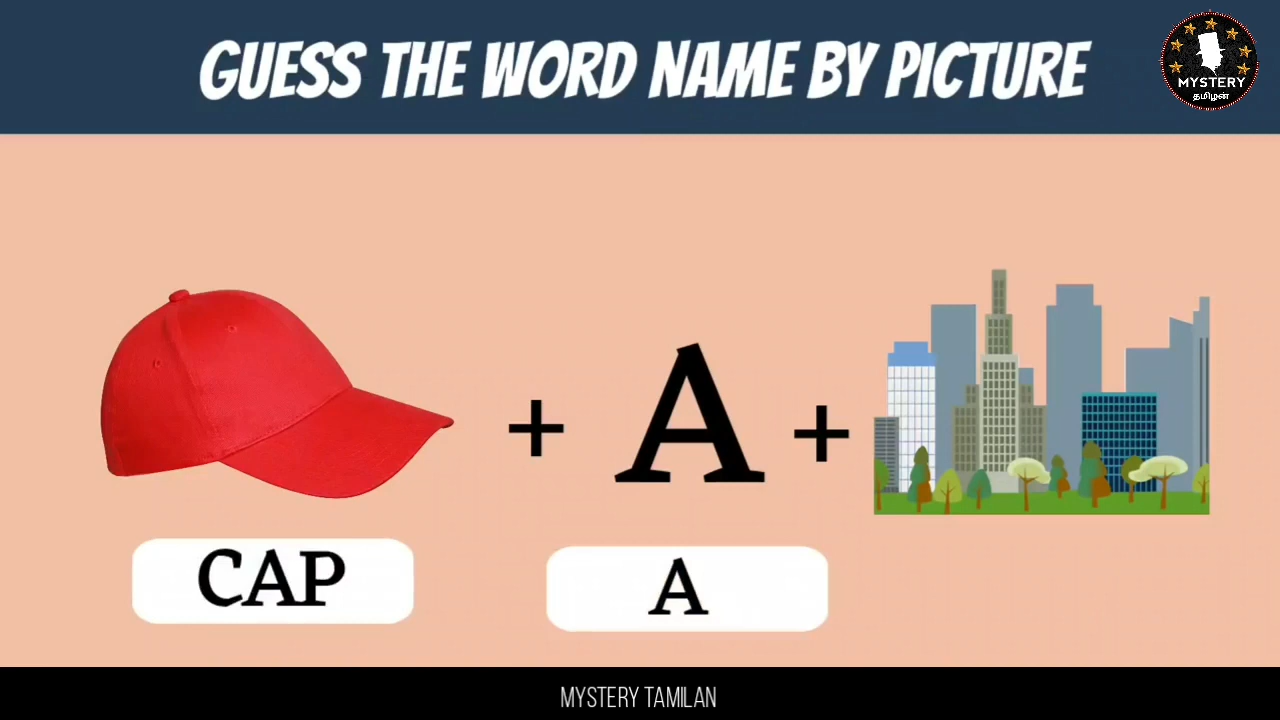 GUESS THE WORD NAME BY PICTURE
MYSTERY
தமிழன்
+ A +
CAP
A
MYSTERY TAMILAN